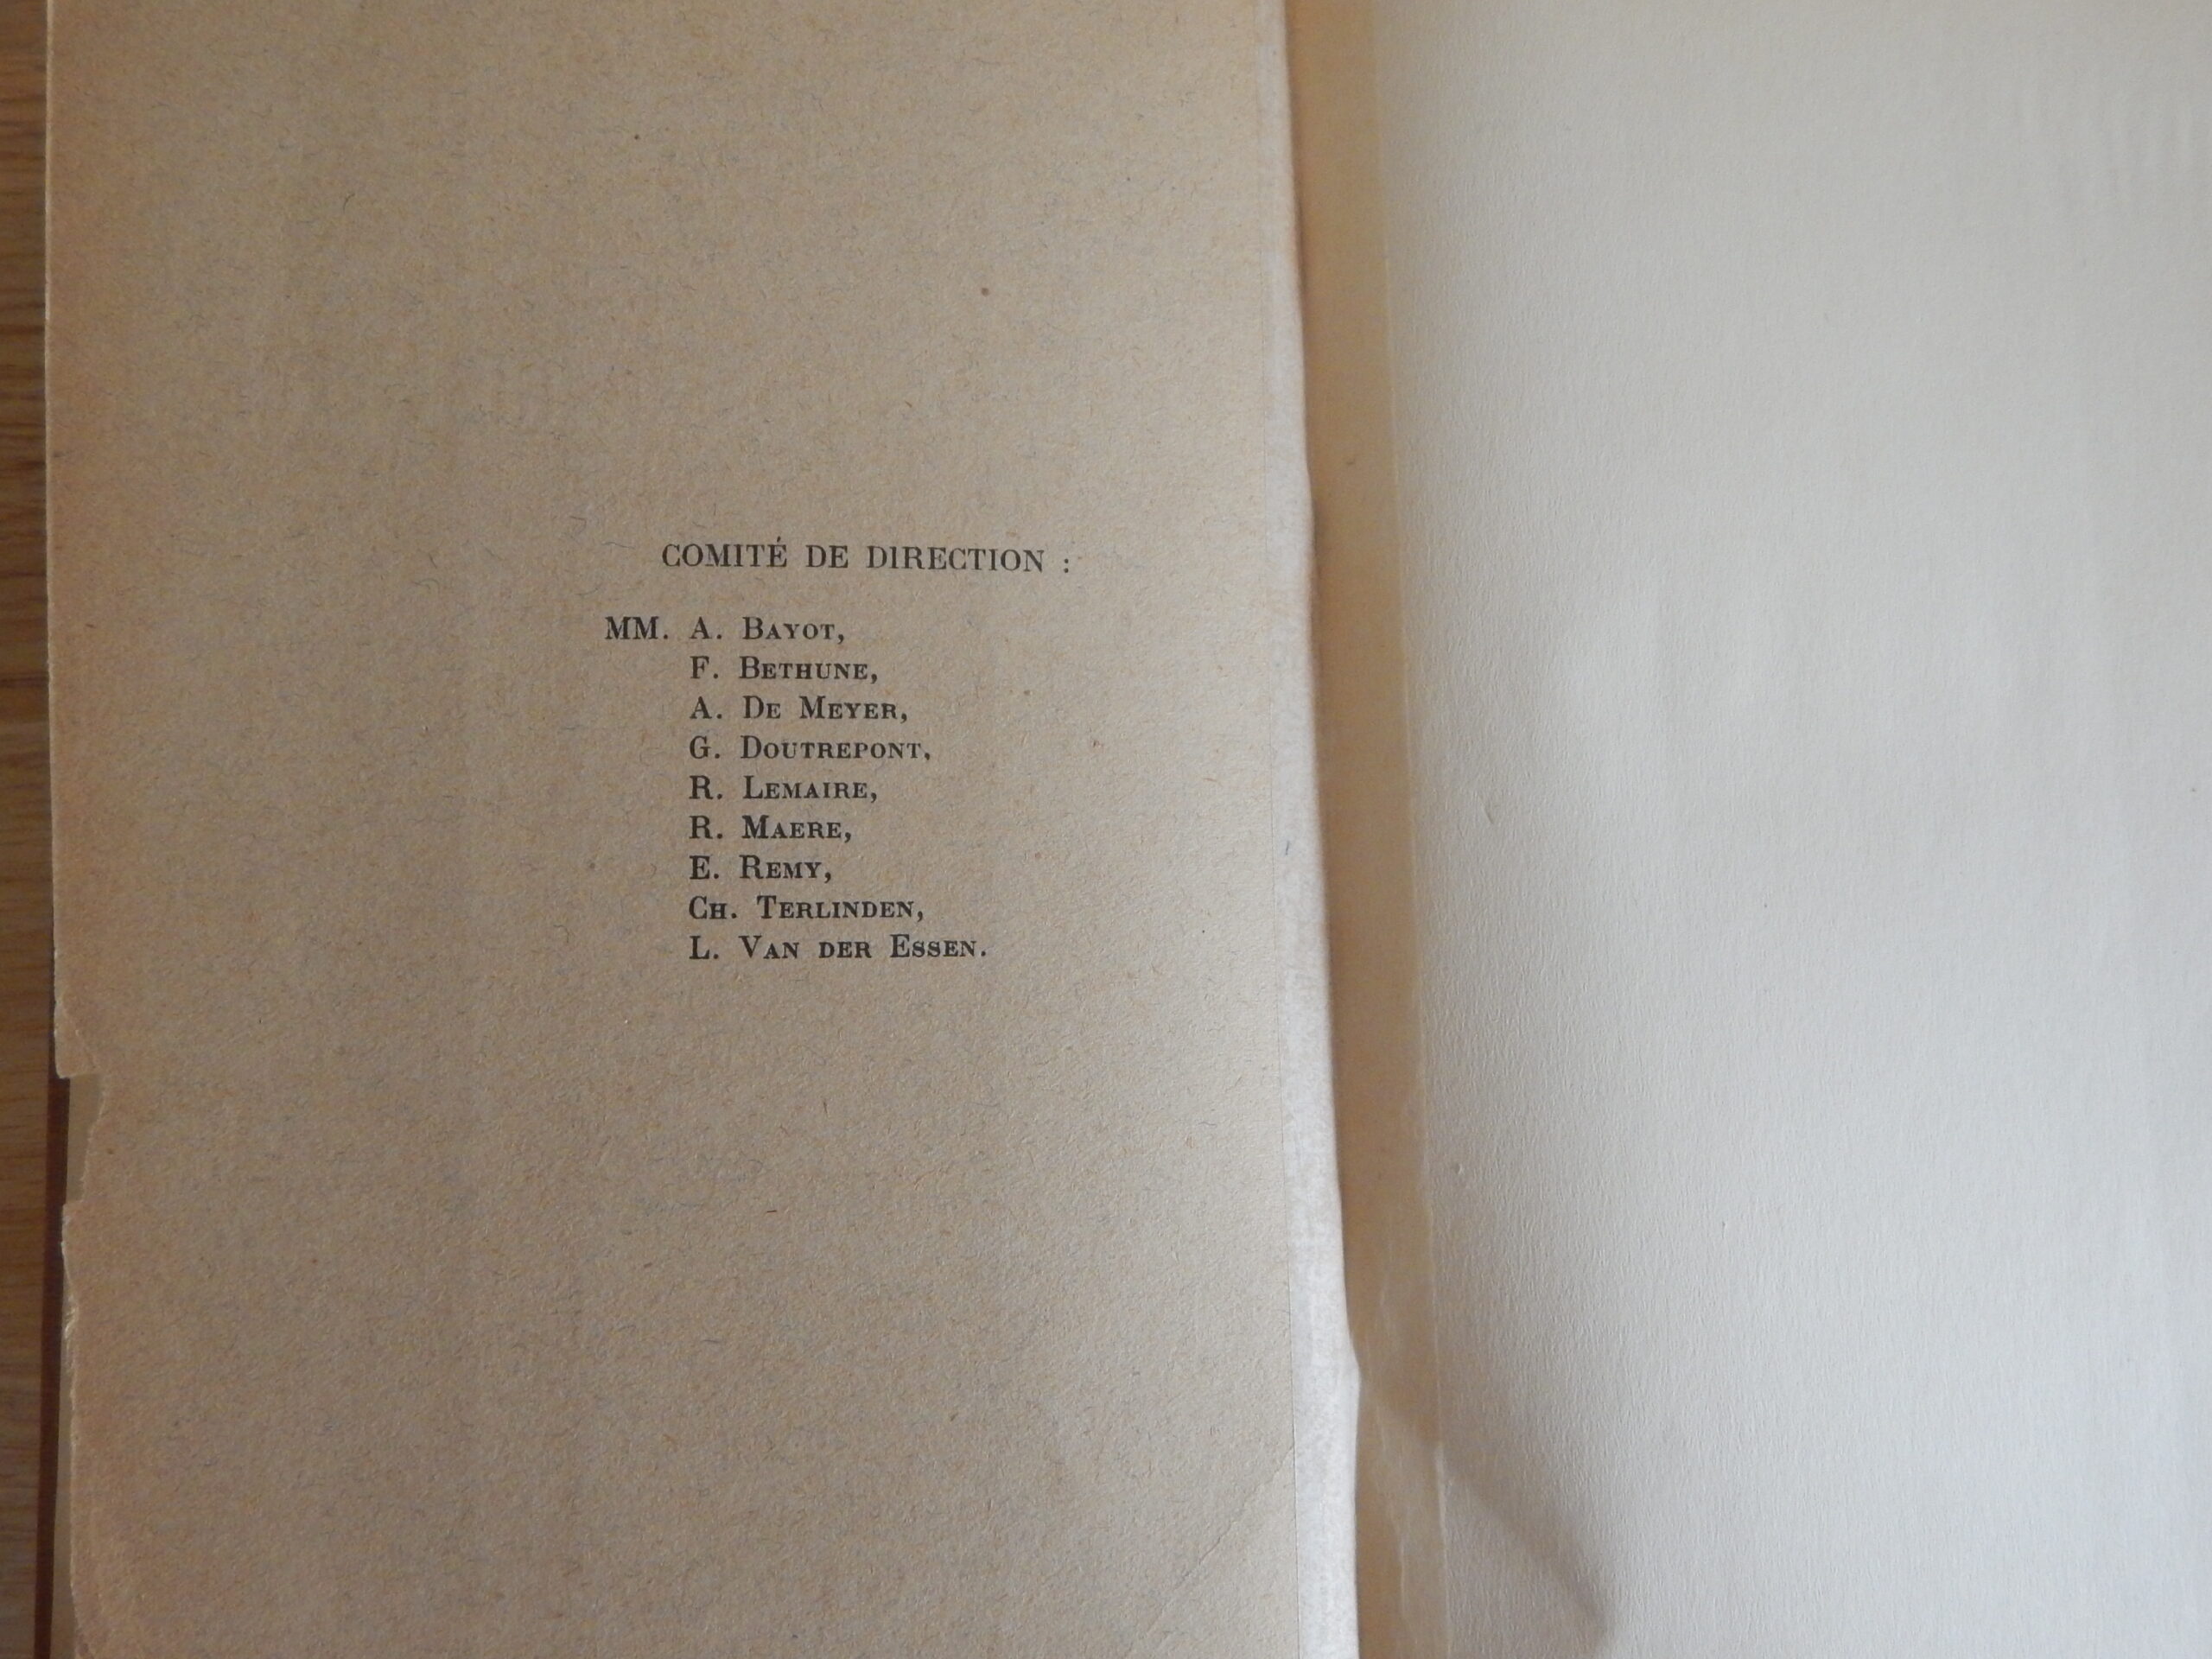 COMITÉ DE DIRECTION :
MM. A. BAYOT,
F. BETHUNE,
A. DE MEYER,
G. DOUTREPONT,
R. LEMAIRE,
R. MAERE,
E. REMY,
CH. TERLINDEN,
L. VAN DER ESSEN.